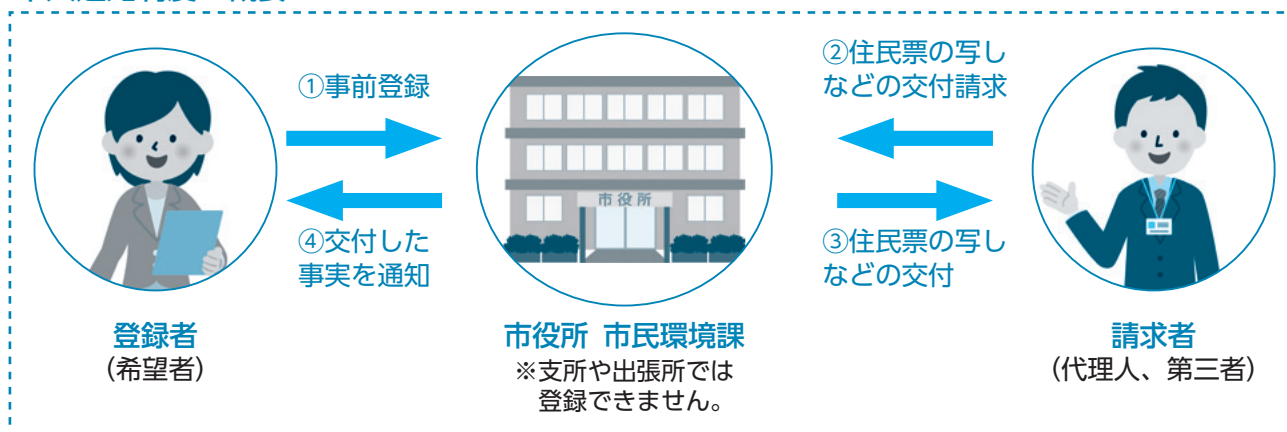 ①事前登録
②住民票の写し
などの交付請求
市役所
④交付した
事実を通知
③住民票の写し
などの交付
登録者
(希望者)
市役所 市民環境課
※支所や出張所では
登録できません。
請求者
(代理人、第三者)